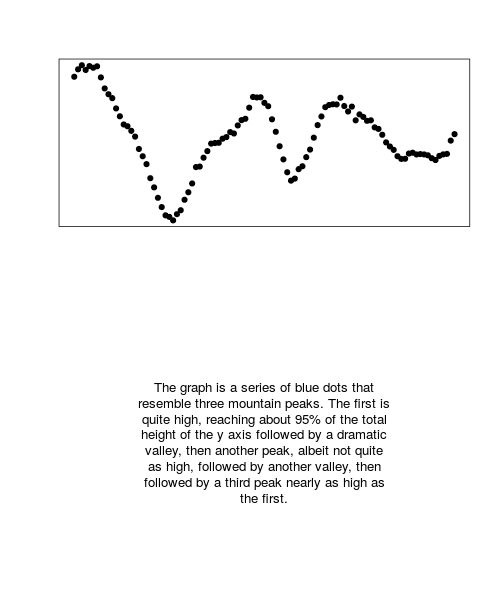 The graph is a series of blue dots that
resemble three mountain peaks. The first is
quite high, reaching about 95% of the total
height of the y axis followed by a dramatic
valley, then another peak, albeit not quite
as high, followed by another valley, then
followed by a third peak nearly as high as
the first.